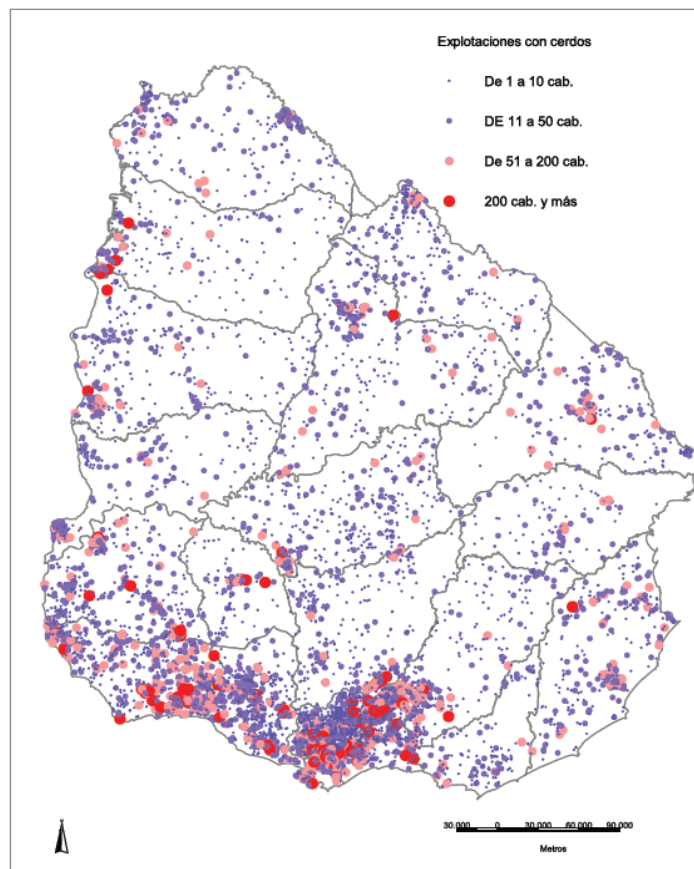 Explotaciones con cerdos
De 1 a 10 cab.
DE 11 a 50 cab.
De 51 a 200 cab.
200 cab. y más
30.000 0 30.000 60.000 90.000
Metros